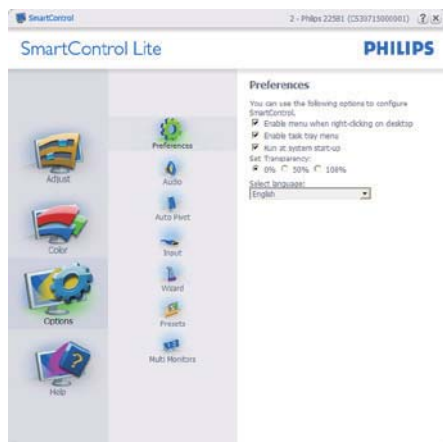 SmartControl
2 - Philips 225B1 (CS30715000001)
SmartControl Lite
PHILIPS
Adjust
Color
Options
Help
Preferences
Audio
Auto Pivot
Input
Wizard
Presets
Multi Monitors
Preferences
You can use the following options to configure
SmartControl.
Enable menu when right-clicking on desktop
Enable task tray menu
Run at system start-up
Set Transparency:
0% 50% 100%
Select language:
English